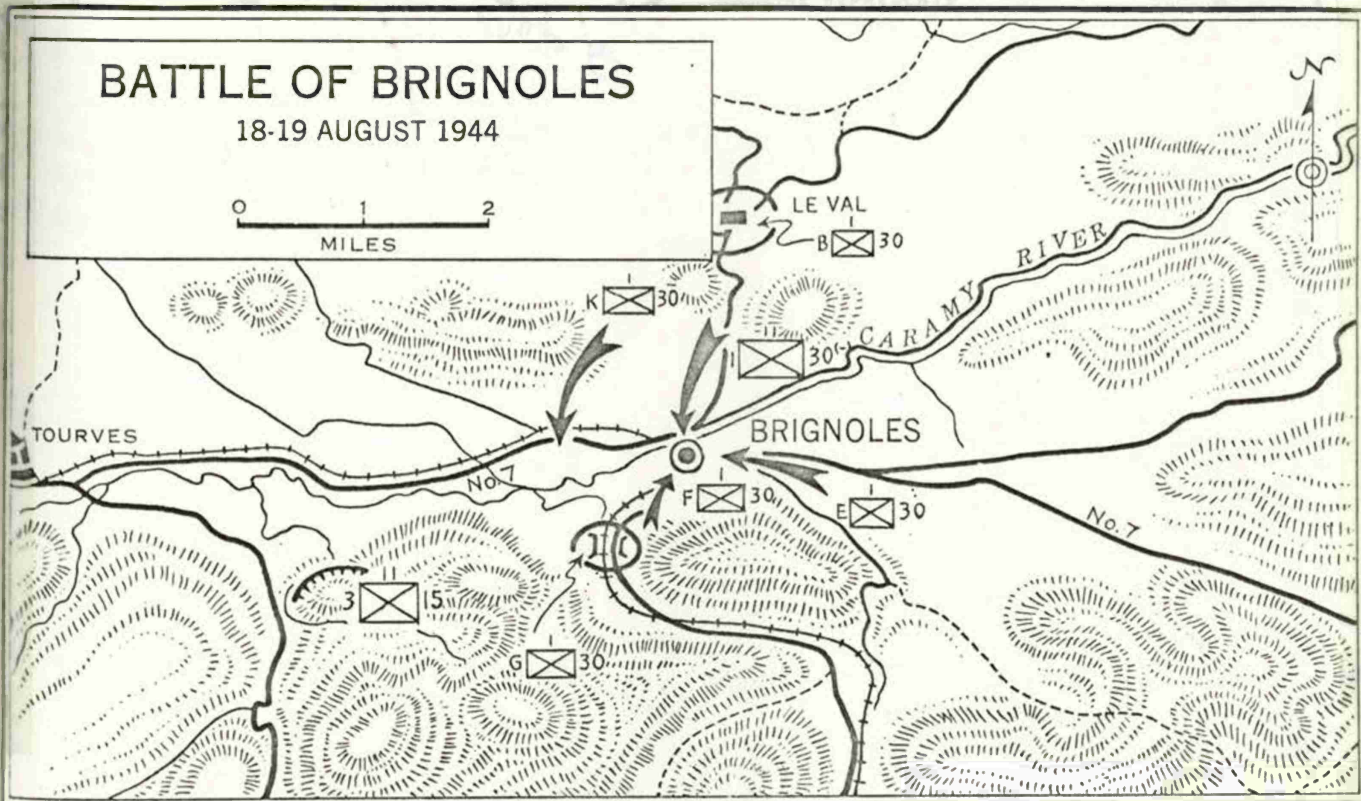 BATTLE OF BRIGNOLES
18-19 AUGUST 1944
0 1 2
MILES
N
LE VAL
B 30
K 30
CARAMY RIVER
30
TOURVES
BRIGNOLES
No. 7
F 30
E 30
No. 7
3 15
G 30